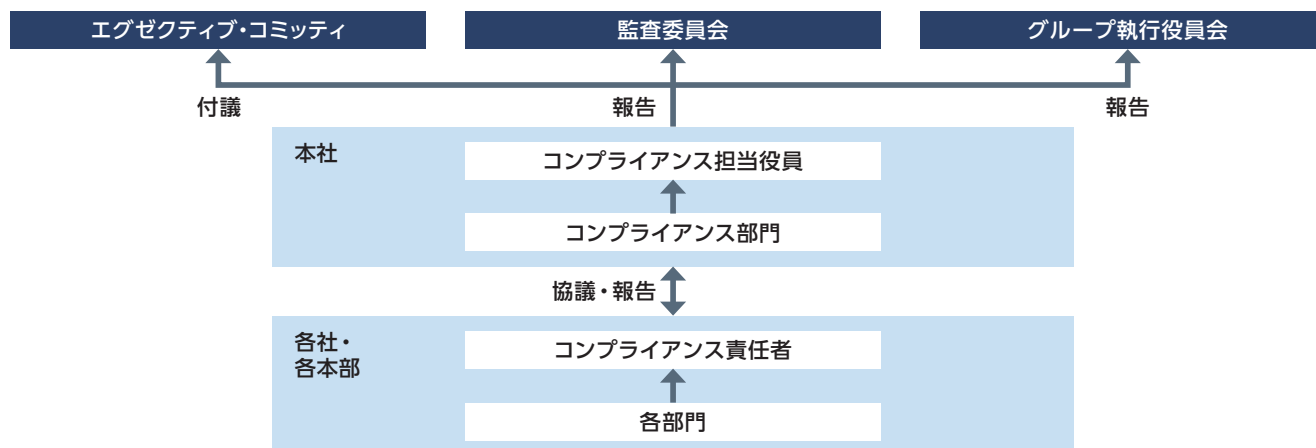 エグゼクティブ・コミッティ
監査委員会
グループ執行役員会
付議
報告
報告
本社
コンプライアンス担当役員
コンプライアンス部門
協議・報告
各社・
各本部
コンプライアンス責任者
各部門